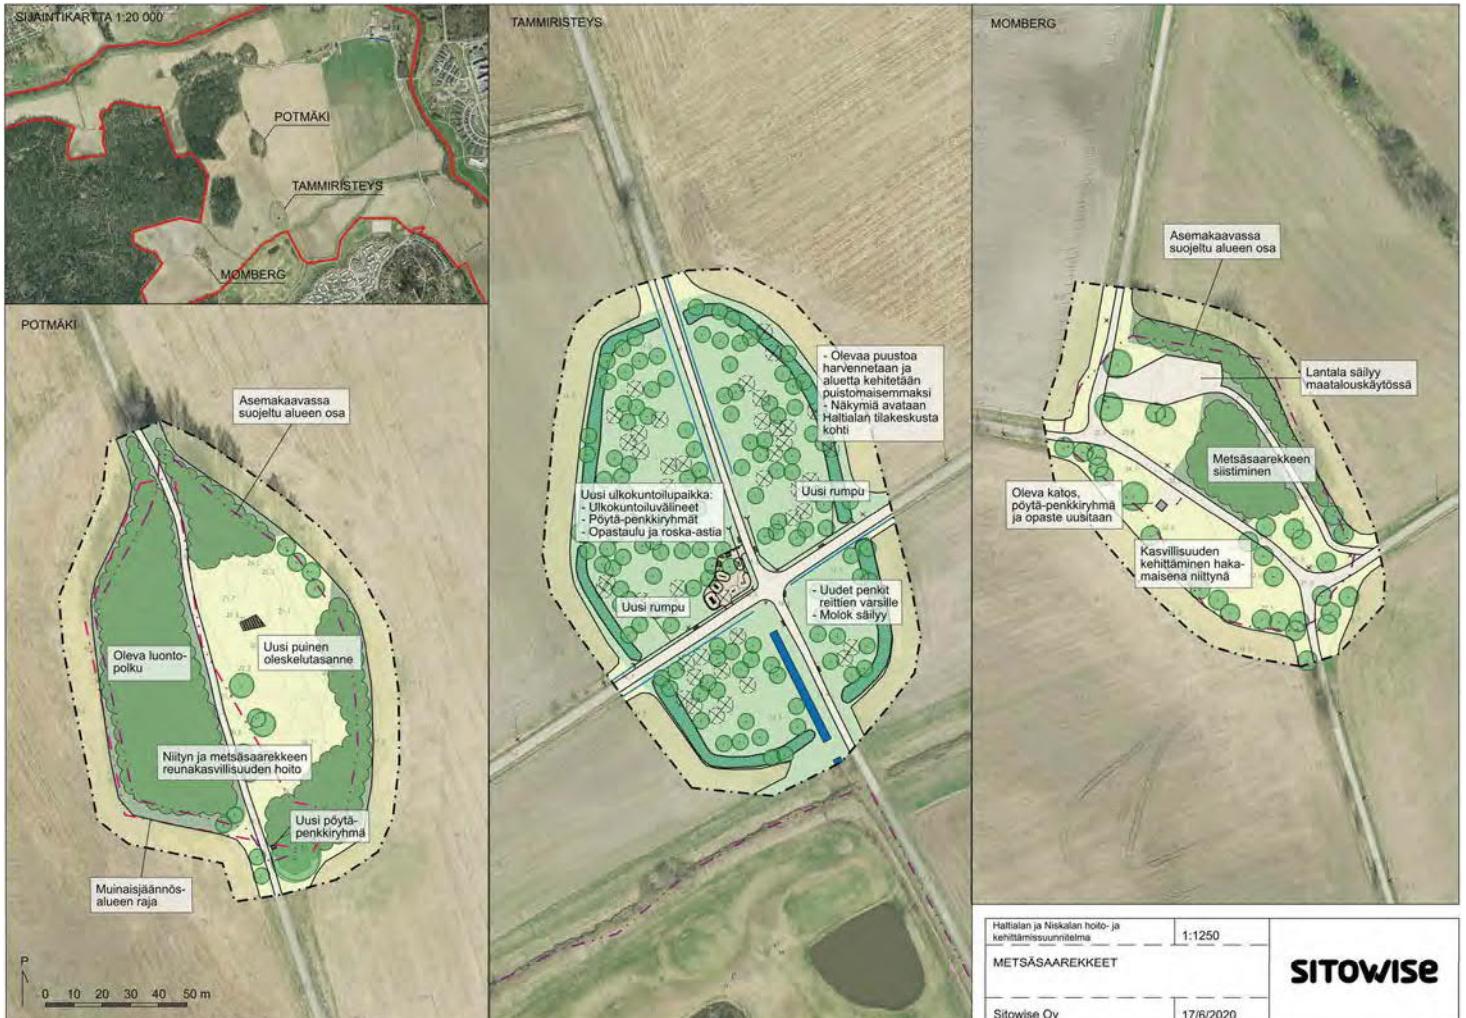 SIJAINTIKARTTA 1:20 000
POTMÄKI
TAMMIRISTEYS
MOMBERG
POTMÄKI
Asemakaavassa
suojeltu alueen osa
Oleva luonto-
polku
Uusi puinen
oleskelutasanne
Niityn ja metsäsaarekkeen
reunakasvillisuuden hoito
Uusi pöytä-
penkkiryhmä
Muinaisjäännös-
alueen raja
P
0 10 20 30 40 50 m
TAMMIRISTEYS
- Olevaa puustoa
harvennetaan ja
aluetta kehitetään
puistomaisemmaksi
- Näkymiä avataan
Haltialan tilakeskusta
kohti
Uusi ulkokuntoilupaikka:
- Ulkokuntoiluvälineet
- Pöytä-penkkiryhmät
- Opastaulu ja roska-astia
Uusi rumpu
Uusi rumpu
- Uudet penkit
reittien varsille
- Molok säilyy
MOMBERG
Asemakaavassa
suojeltu alueen osa
Lantala säilyy
maatalouskäytössä
Metsäsaarekkeen
siistiminen
Oleva katos,
pöytä-penkkiryhmä
ja opaste uusitaan
Kasvillisuuden
kehittäminen haka-
maisena niittynä
Haltialan ja Niskalan hoito- ja
kehittämissuunnitelma
1:1250
METSÄSAAREKKEET
Sitowise Oy
17/6/2020
SITOWISE